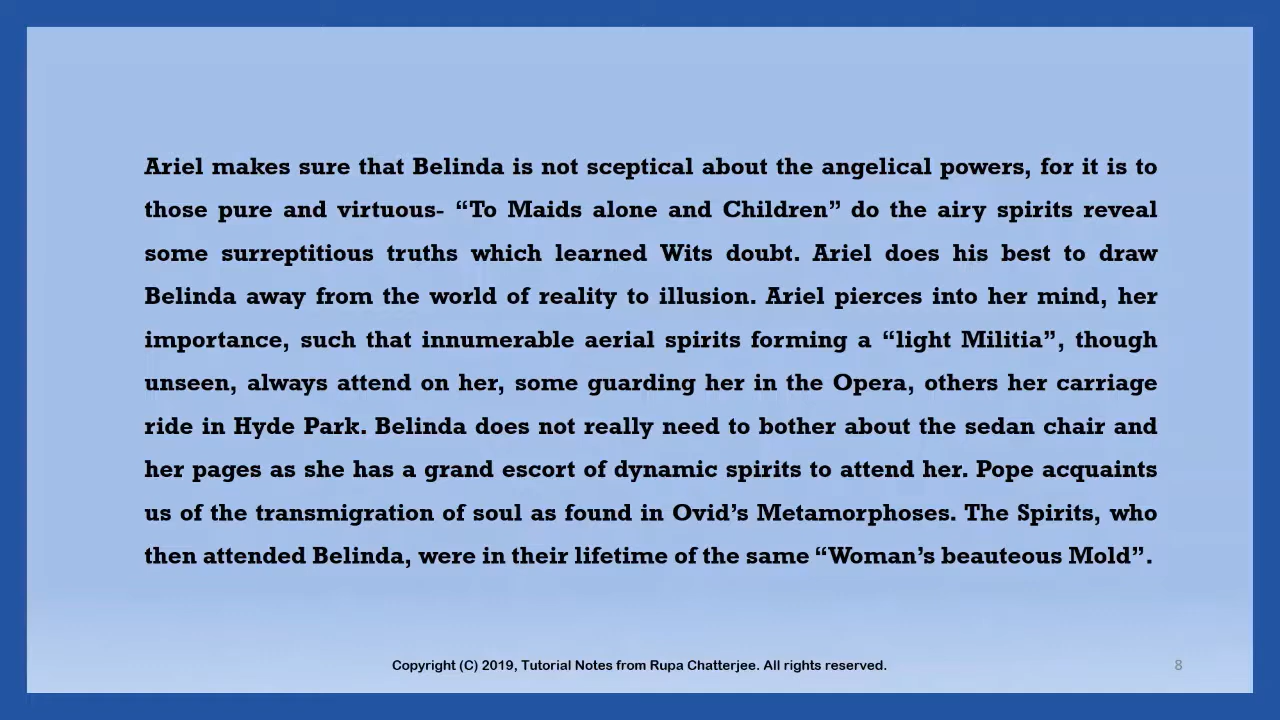 Ariel makes sure that Belinda is not sceptical about the angelical powers, for it is to
those pure and virtuous- “To Maids alone and Children” do the airy spirits reveal
some surreptitious truths which learned Wits doubt. Ariel does his best to draw
Belinda away from the world of reality to illusion. Ariel pierces into her mind, her
importance, such that innumerable aerial spirits forming a “light Militia”, though
unseen, always attend on her, some guarding her in the Opera, others her carriage
ride in Hyde Park. Belinda does not really need to bother about the sedan chair and
her pages as she has a grand escort of dynamic spirits to attend her. Pope acquaints
us of the transmigration of soul as found in Ovid’s Metamorphoses. The Spirits, who
then attended Belinda, were in their lifetime of the same “Woman’s beauteous Mold”.
Copyright (C) 2019, Tutorial Notes from Rupa Chatterjee. All rights reserved.
8